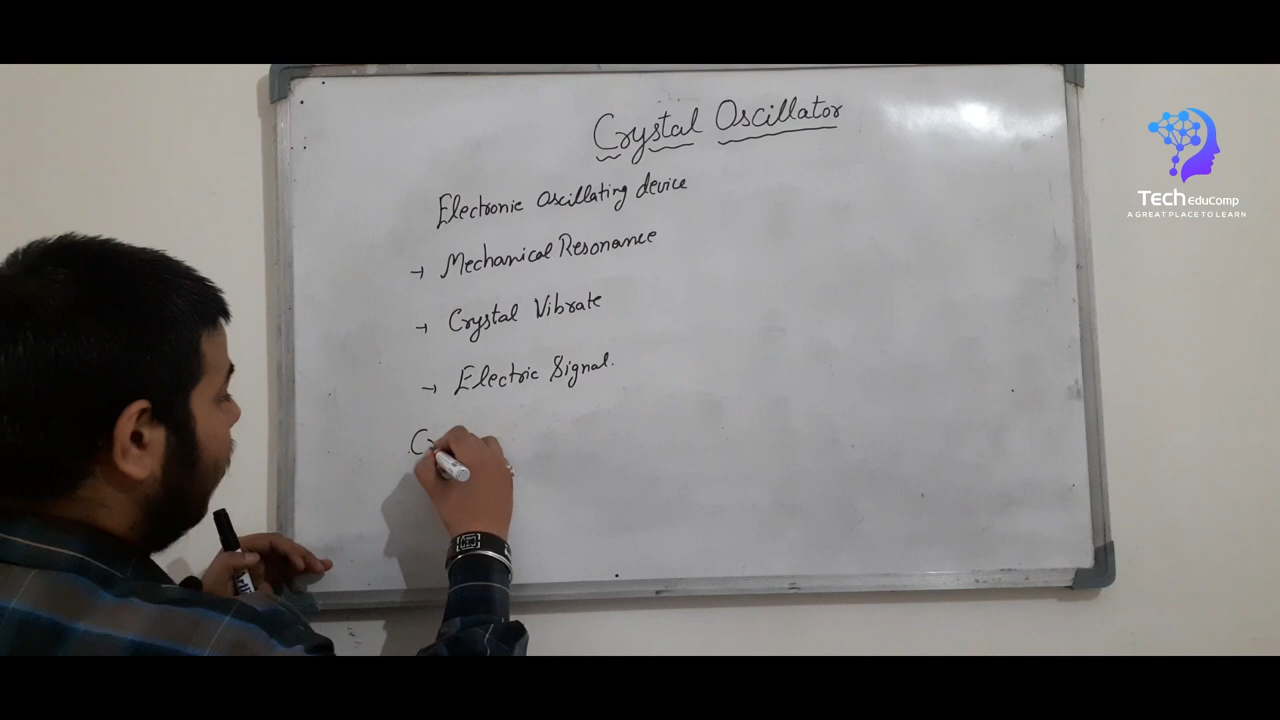 Crystal Oscillator
Electronic Oscillating device
→ Mechanical Resonance
→ Crystal Vibrate
→ Electric Signal.
Tech EduComp
A GREAT PLACE TO LEARN